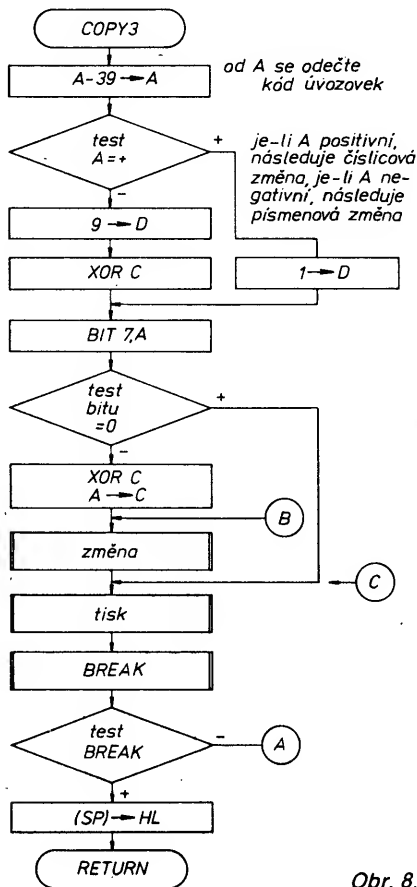 COPY3
A-39→A
od A se odečte
kód úvozovek
test
A=+
+
-
je-li A positivní,
následuje číslicová
změna, je-li A ne-
gativní, následuje
písmenová změna
9→D
XOR C
1→D
BIT 7,A
test
bitu
=0
+
-
XOR C
A→C
B
změna
C
tisk
BREAK
test
BREAK
-
A
+
(SP)→HL
RETURN
Obr. 8.